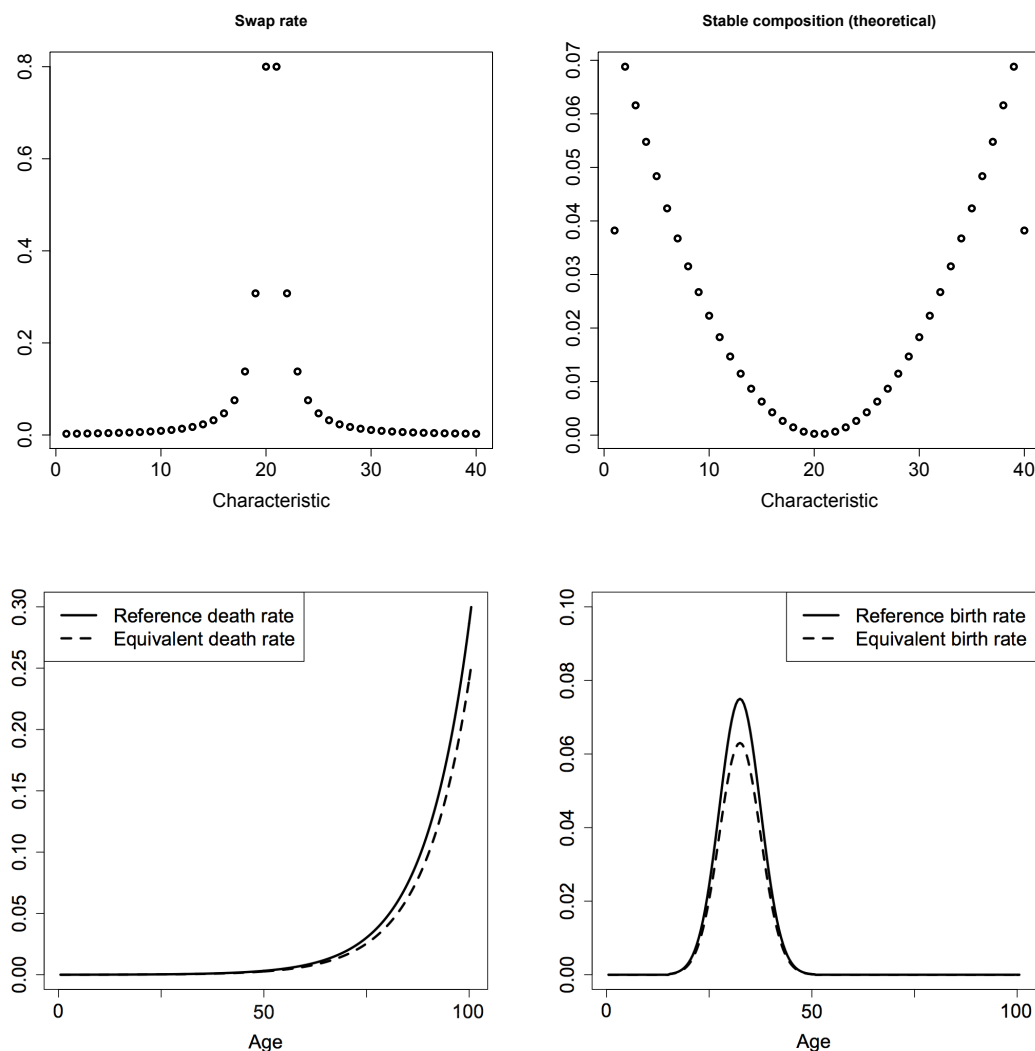 Swap rate
0.8
0.6
0.4
0.2
0.0
0 10 20 30 40
Characteristic
Stable composition (theoretical)
0.07
0.06
0.05
0.04
0.03
0.02
0.01
0.00
0 10 20 30 40
Characteristic
Reference death rate
Equivalent death rate
0.30
0.25
0.20
0.15
0.10
0.05
0.00
0 50 100
Age
Reference birth rate
Equivalent birth rate
0.10
0.08
0.06
0.04
0.02
0.00
0 50 100
Age